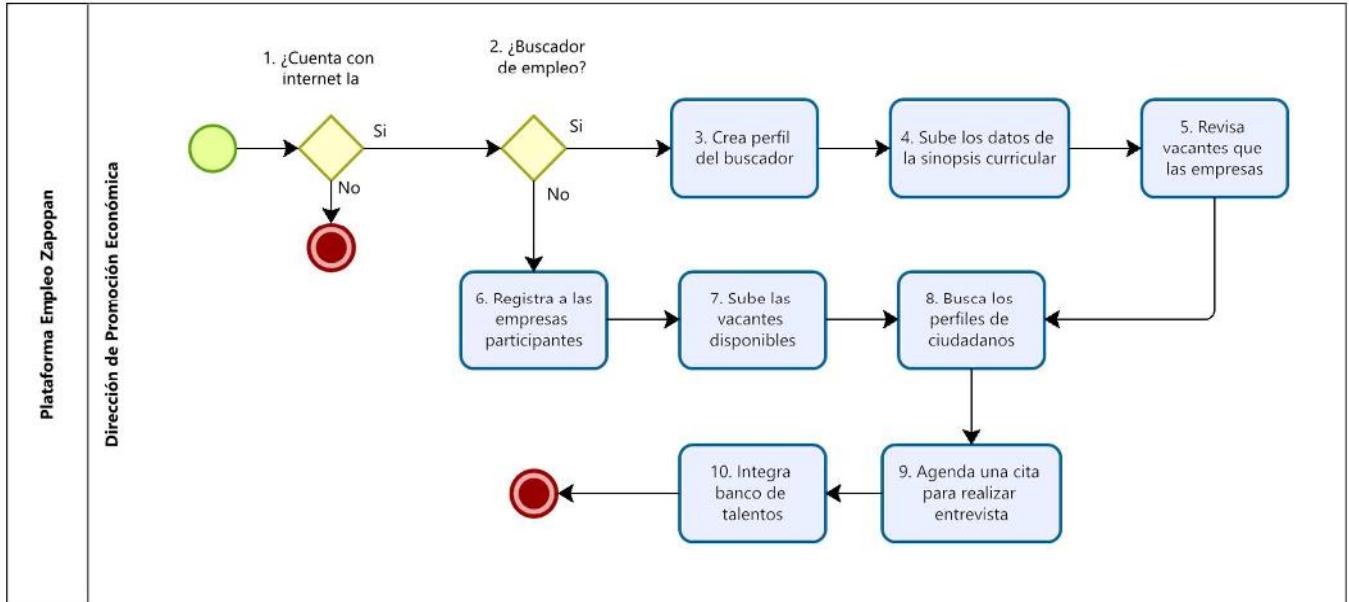 Plataforma Empleo Zapopan
Dirección de Promoción Económica
1. ¿Cuenta con
internet la
2. ¿Buscador
de empleo?
Si
No
Si
No
3. Crea perfil
del buscador
4. Sube los datos de
la sinopsis curricular
5. Revisa
vacantes que
las empresas
6. Registra a las
empresas
participantes
7. Sube las
vacantes
disponibles
8. Busca los
perfiles de
ciudadanos
9. Agenda una cita
para realizar
entrevista
10. Integra
banco de
talentos